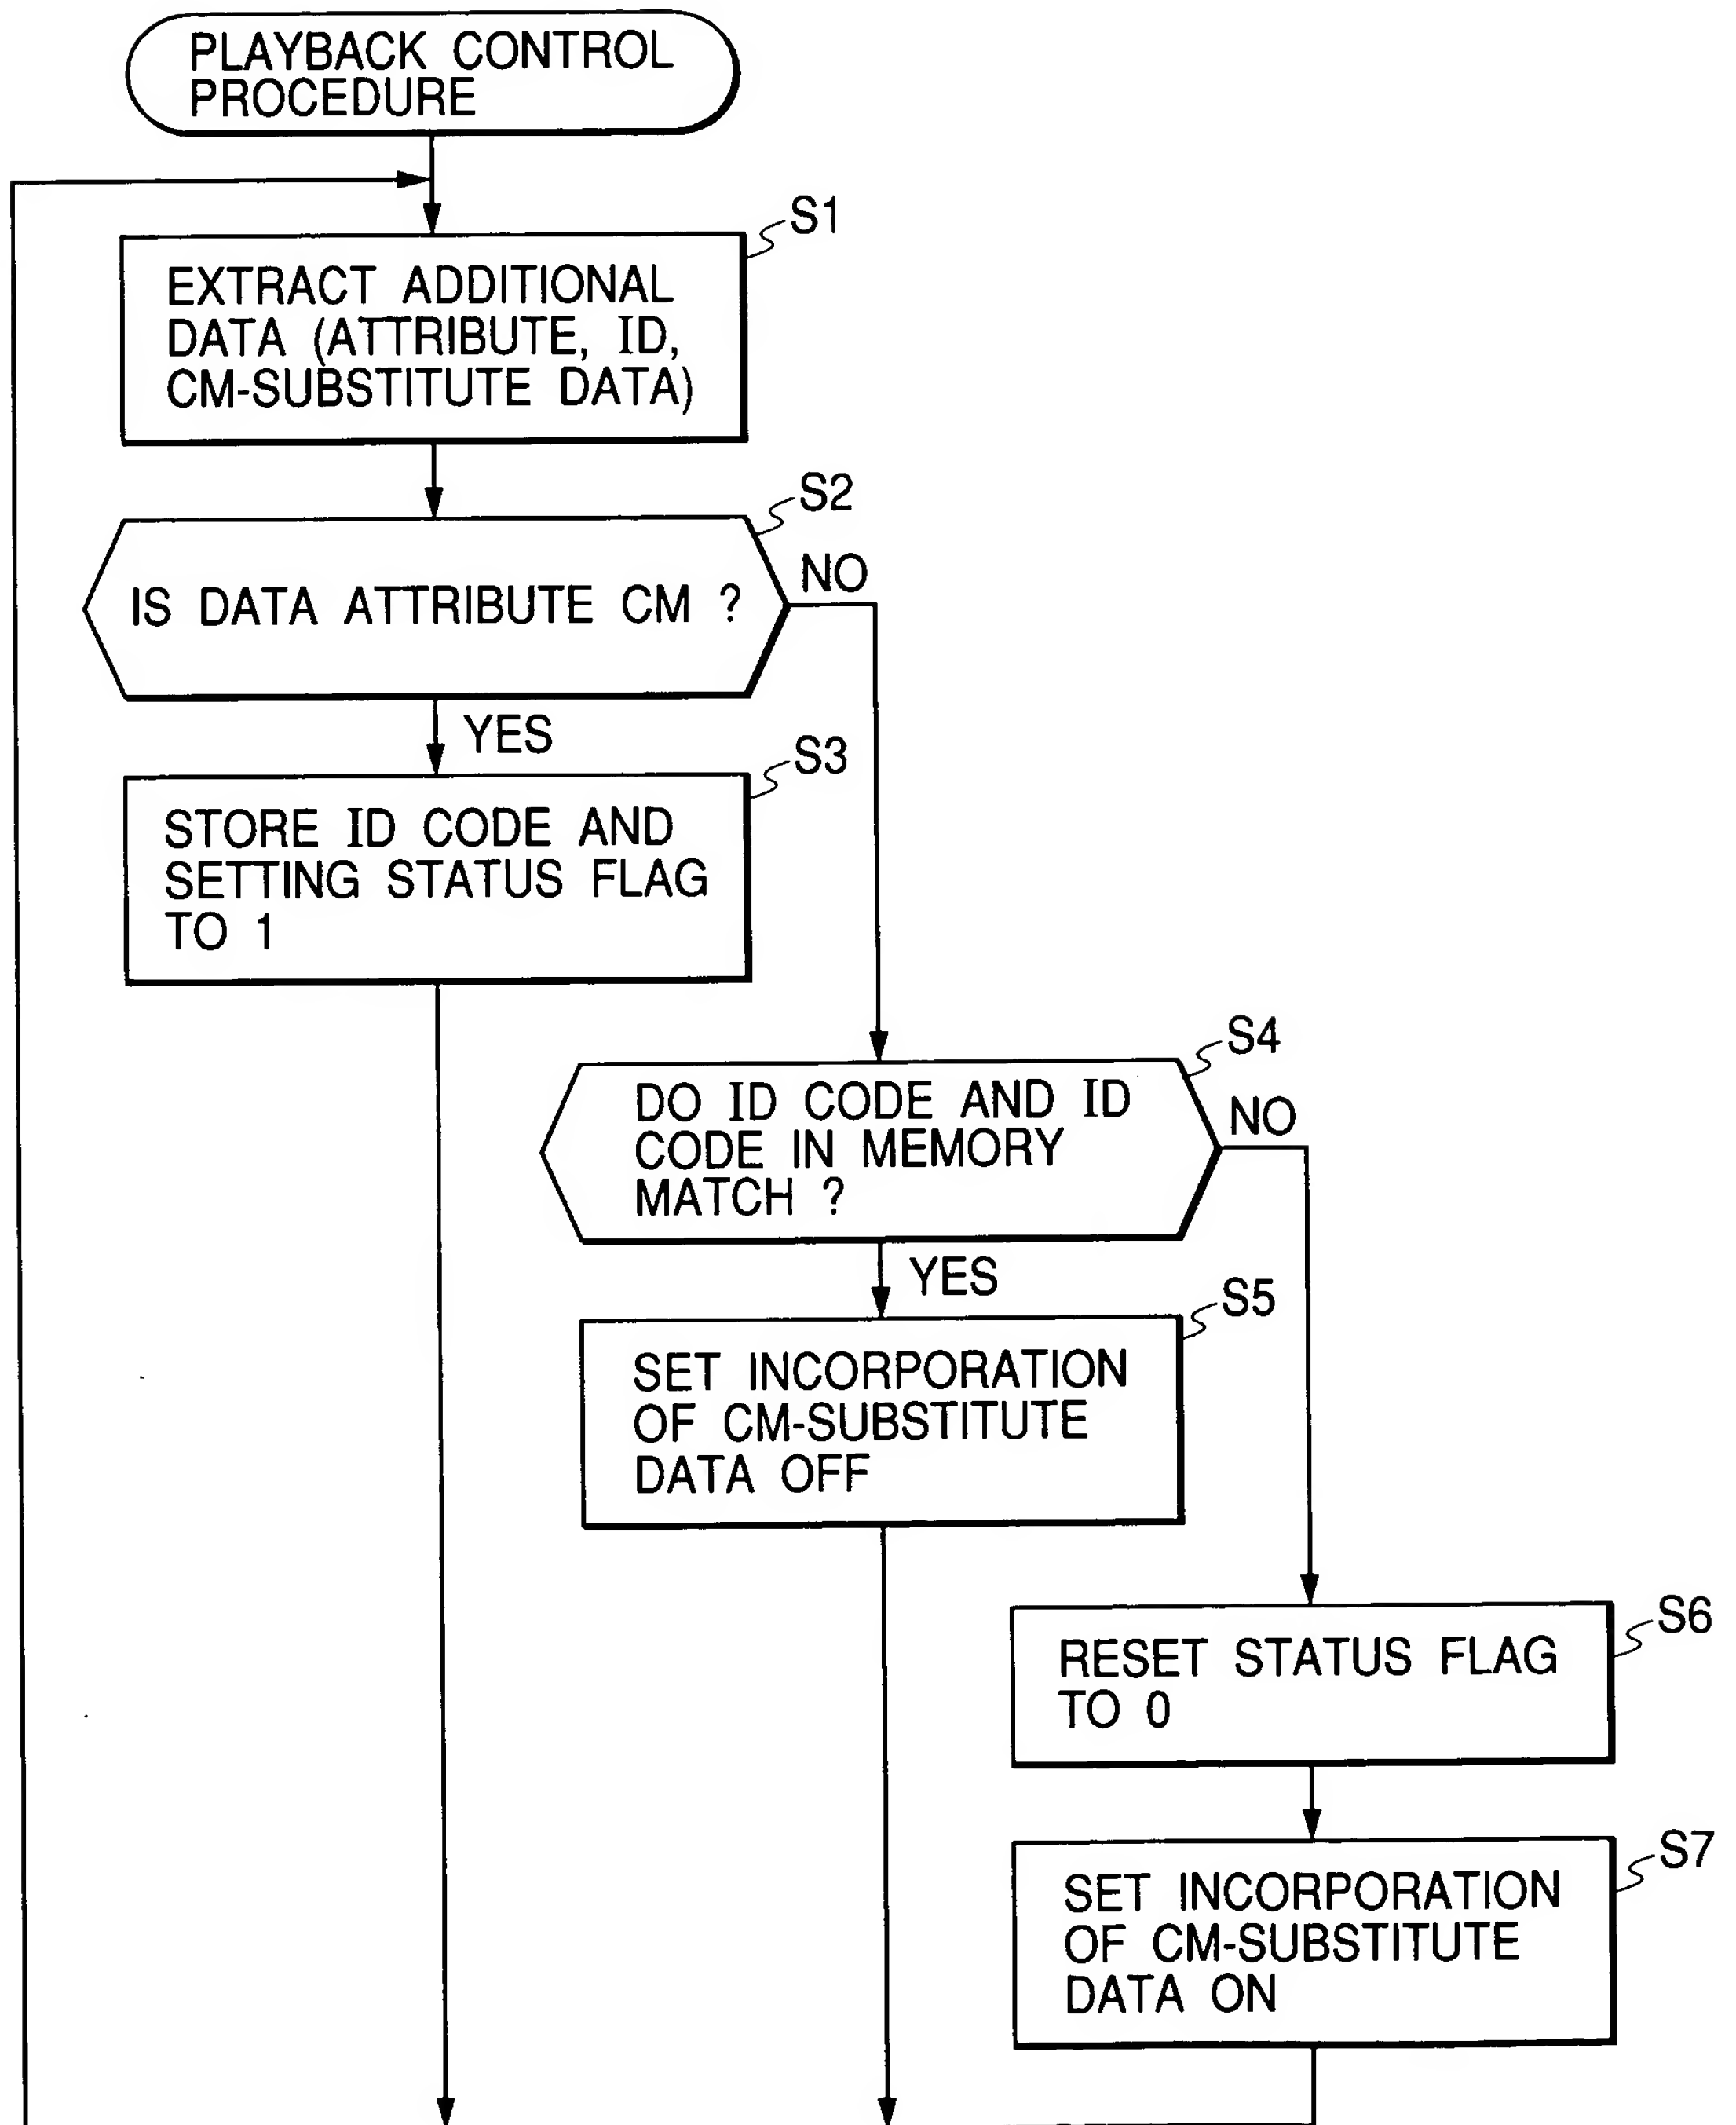 PLAYBACK CONTROL
PROCEDURE
S1
EXTRACT ADDITIONAL
DATA (ATTRIBUTE, ID,
CM-SUBSTITUTE DATA)
S2
IS DATA ATTRIBUTE CM ?
NO
YES
S3
STORE ID CODE AND
SETTING STATUS FLAG
TO 1
S4
DO ID CODE AND ID
CODE IN MEMORY
MATCH ?
NO
YES
S5
SET INCORPORATION
OF CM-SUBSTITUTE
DATA OFF
S6
RESET STATUS FLAG
TO 0
S7
SET INCORPORATION
OF CM-SUBSTITUTE
DATA ON